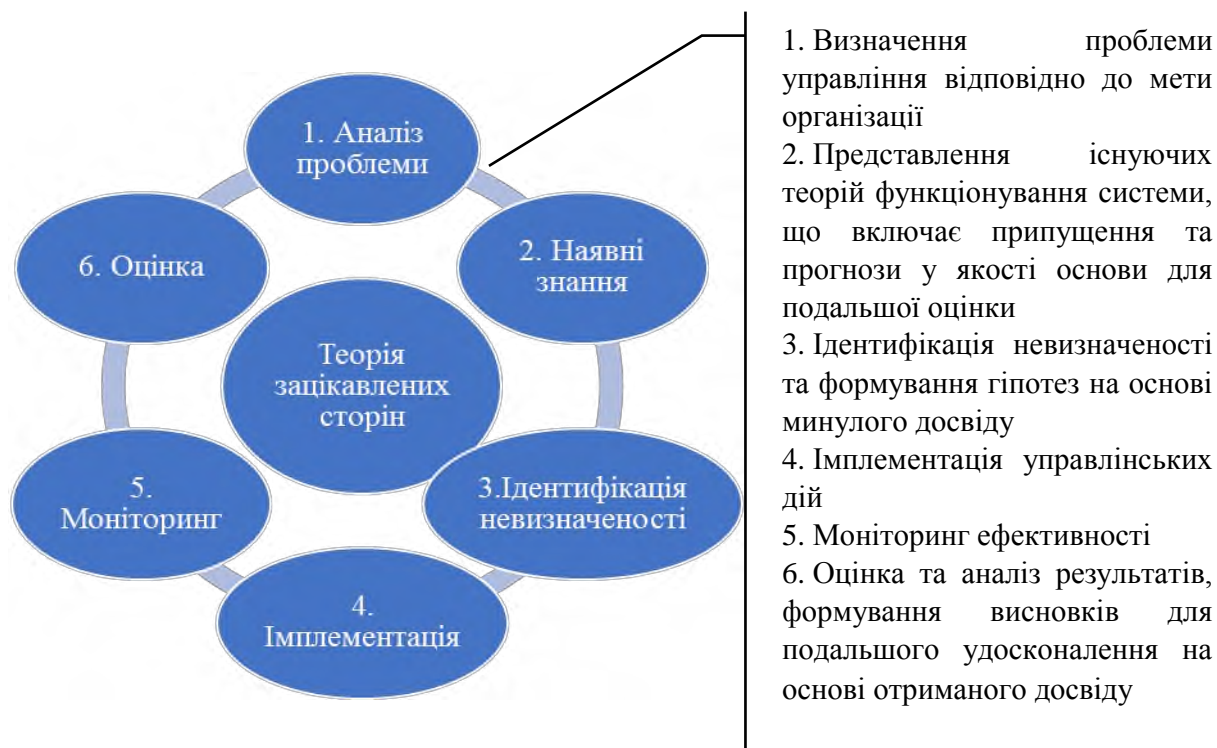 1. Аналіз
проблеми
2. Наявні
знання
3.Ідентифікація
невизначеності
4.
Імплементація
5.
Моніторинг
6. Оцінка
Теорія
зацікавлених
сторін
1. Визначення проблеми
управління відповідно до мети
організації
2. Представлення існуючих
теорій функціонування системи,
що включає припущення та
прогнози у якості основи для
подальшої оцінки
3. Ідентифікація невизначеності
та формування гіпотез на основі
минулого досвіду
4. Імплементація управлінських
дій
5. Моніторинг ефективності
6. Оцінка та аналіз результатів,
формування висновків для
подальшого удосконалення на
основі отриманого досвіду